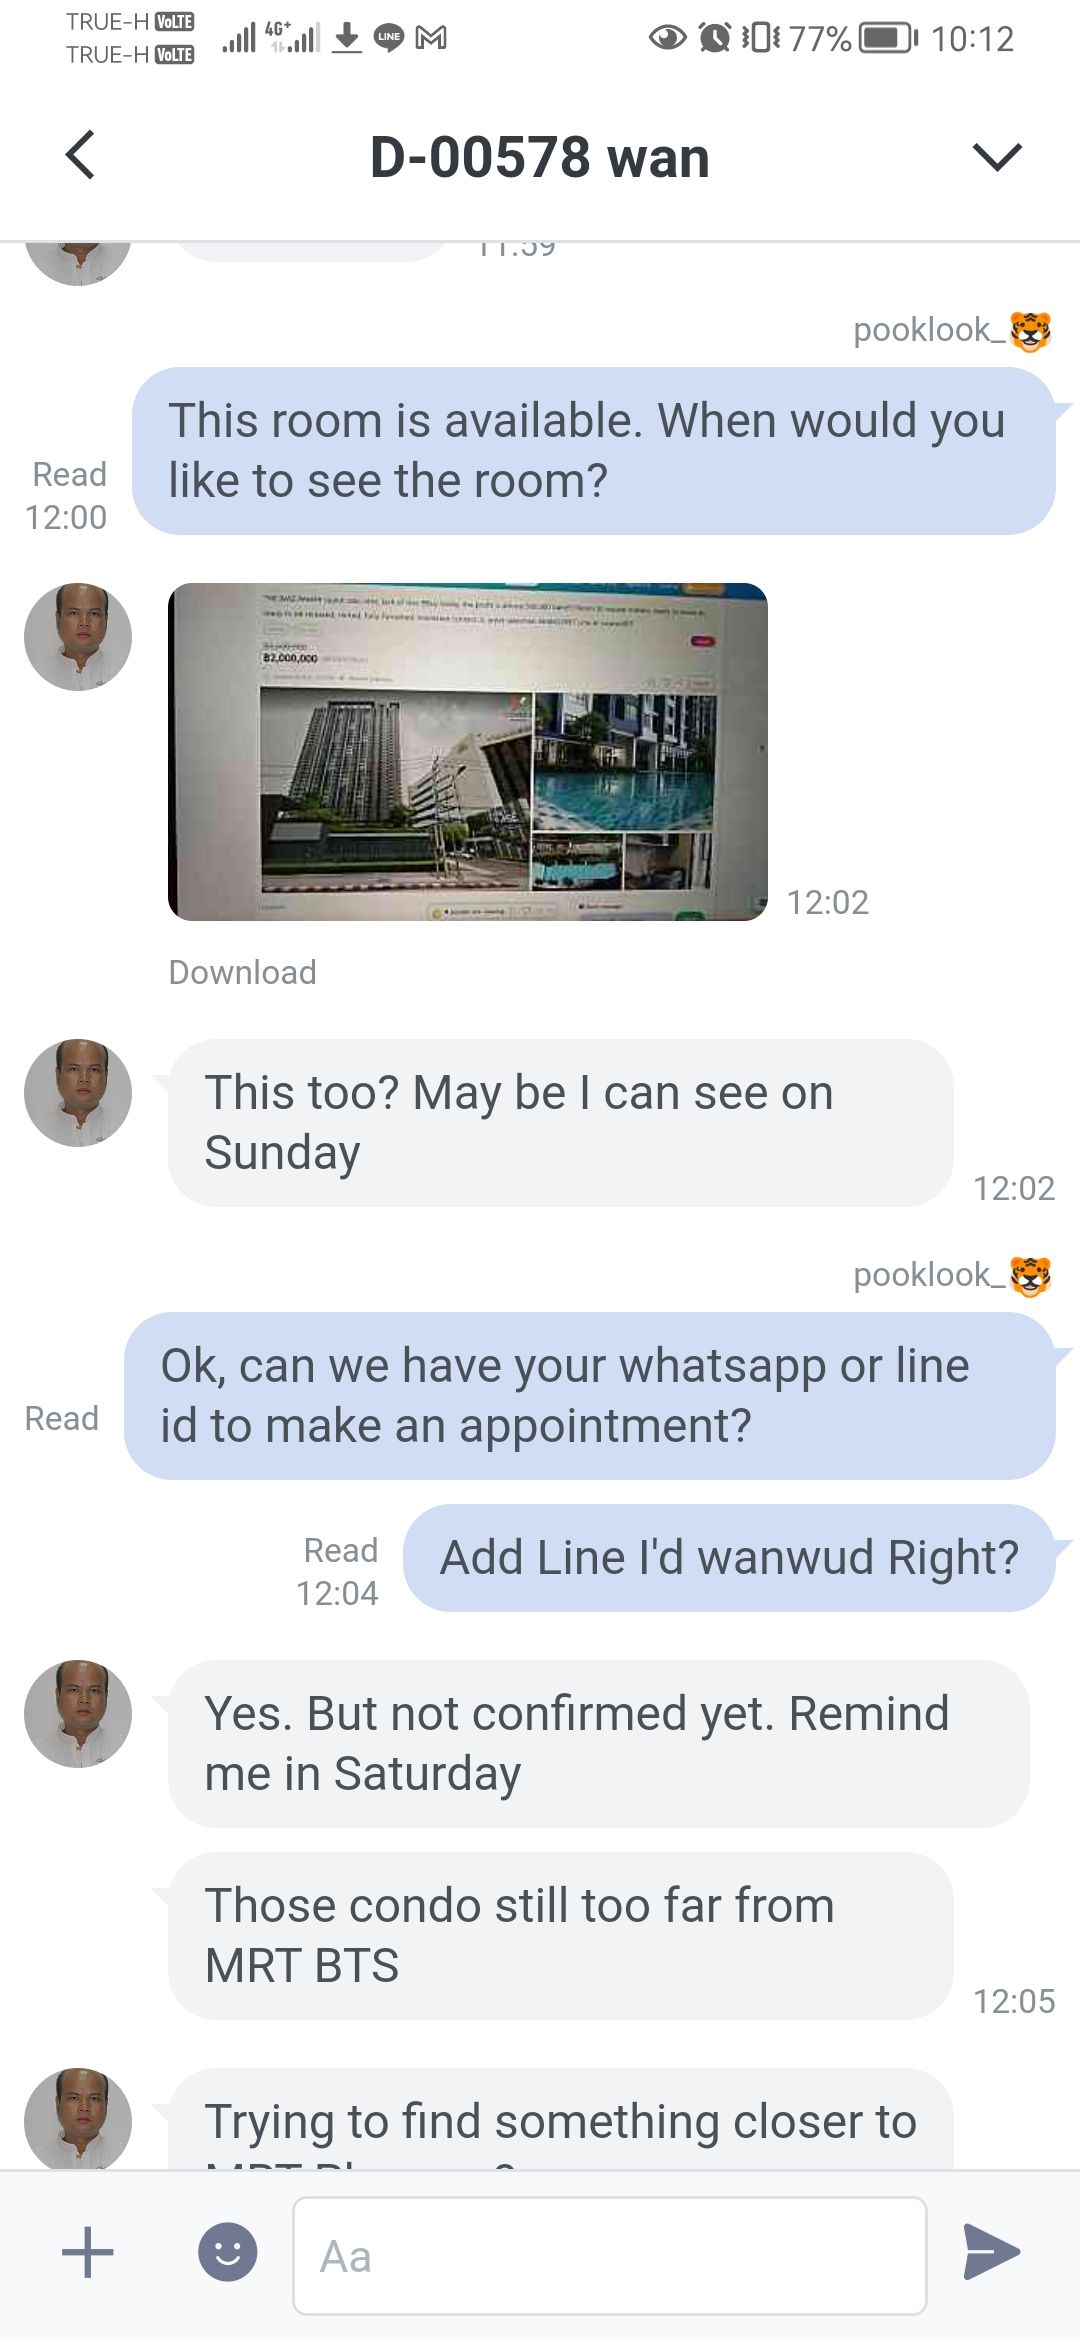 TRUE-H VoLTE
TRUE-H VoLTE
4G+
LINE
77%
10:12
D-00578 wan
11:59
pooklook_🐯
This room is available. When would you
like to see the room?
Read
12:00
฿2,000,000
12:02
Download
This too? May be I can see on
Sunday
12:02
pooklook_🐯
Ok, can we have your whatsapp or line
id to make an appointment?
Read
Add Line I'd wanwud Right?
Read
12:04
Yes. But not confirmed yet. Remind
me in Saturday
Those condo still too far from
MRT BTS
12:05
Trying to find something closer to
MRT
Aa